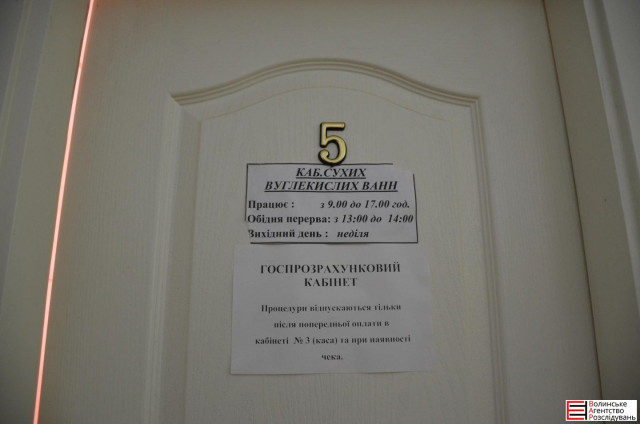 5
КАБ.СУХИХ
ВУГЛЕКИСЛИХ ВАНН
Працює : з 9.00 до 17.00 год.
Обідня перерва: з 13:00 до 14:00
Вихідний день : неділя
ГОСПРОЗРАХУНКОВИЙ
КАБІНЕТ
Процедури відпускаються тільки
після попередньої оплати в
кабінеті № 3 (каса) та при наявності
чека.
Волинське
Агентство
Розслідувань